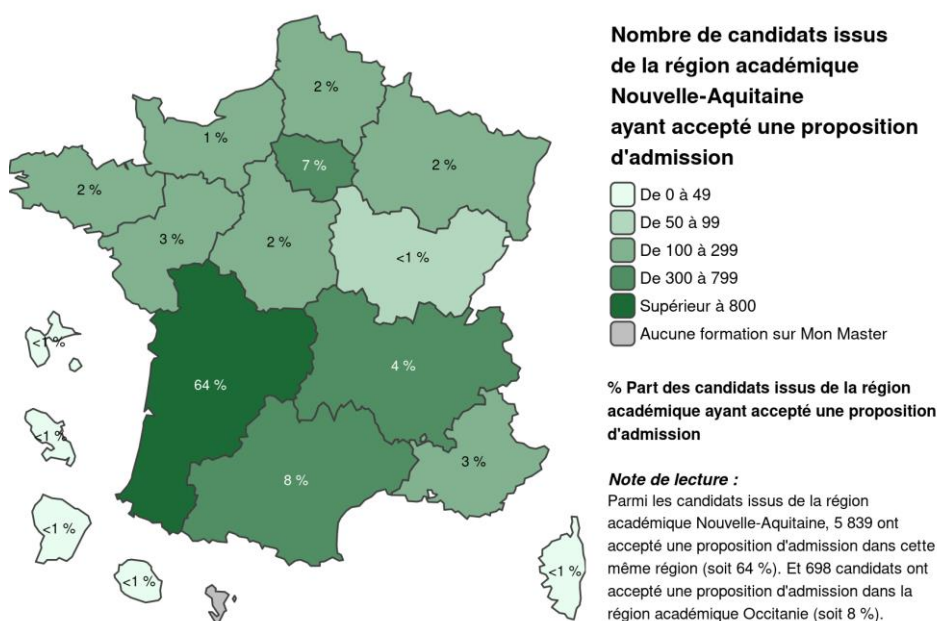 2 %
1 %
7 %
2 %
2 %
3 %
2 %
<1 %
<1 %
64 %
4 %
<1 %
8 %
3 %
<1 %
<1 %
<1 %
Nombre de candidats issus
de la région académique
Nouvelle-Aquitaine
ayant accepté une proposition
d'admission
De 0 à 49
De 50 à 99
De 100 à 299
De 300 à 799
Supérieur à 800
Aucune formation sur Mon Master
% Part des candidats issus de la région
académique ayant accepté une proposition
d'admission
Note de lecture :
Parmi les candidats issus de la région
académique Nouvelle-Aquitaine, 5 839 ont
accepté une proposition d'admission dans cette
même région (soit 64 %). Et 698 candidats ont
accepté une proposition d'admission dans la
région académique Occitanie (soit 8 %).